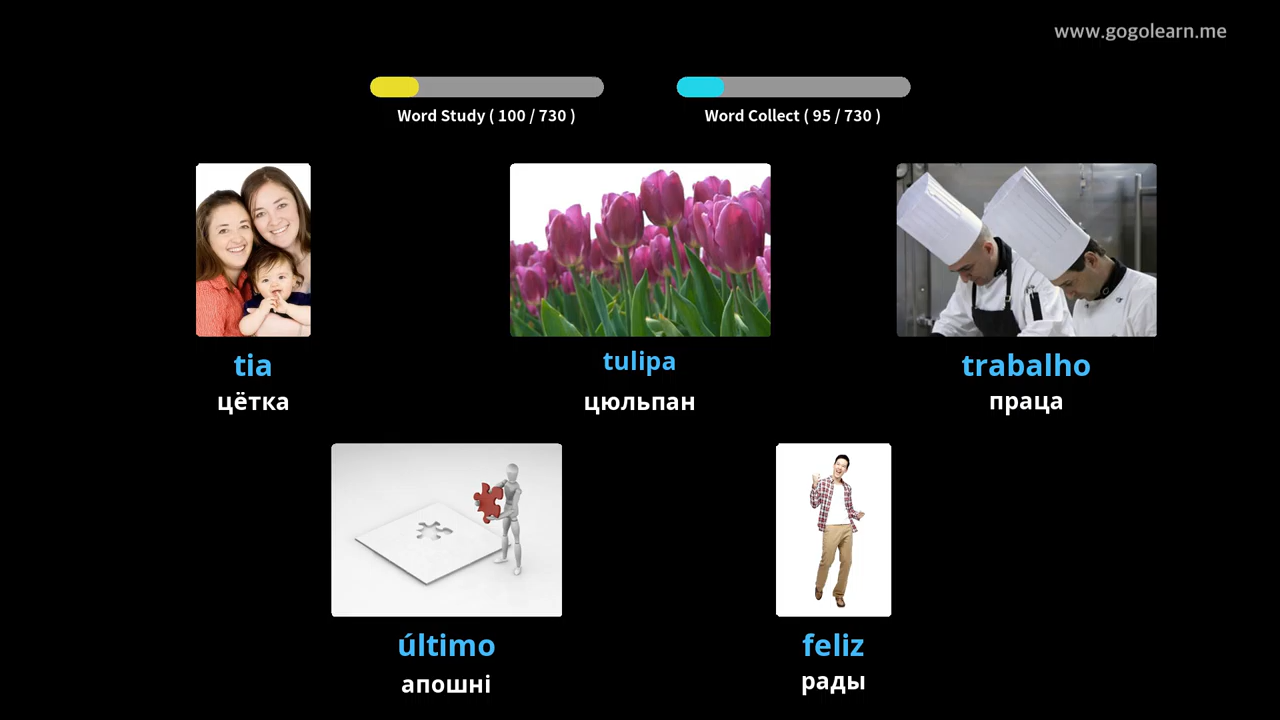 www.gogolearn.me
Word Study ( 100 / 730 )
Word Collect ( 95 / 730 )
tia
цётка
tulipa
цюльпан
trabalho
праца
último
апошні
feliz
рады